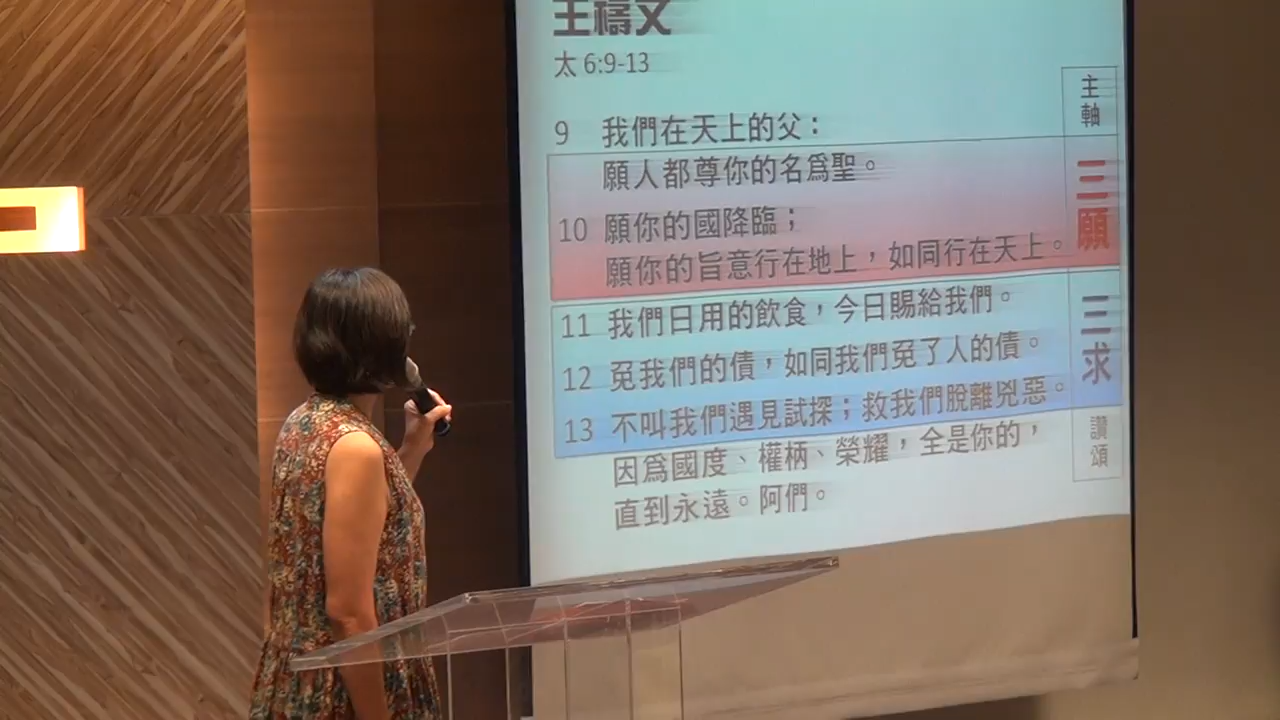 主禱文
太 6:9-13
主軸
9 我們在天上的父：
願人都尊你的名爲聖。
10 願你的國降臨；
願你的旨意行在地上，如同行在天上。
三願
11 我們日用的飲食，今日賜給我們。
12 免我們的債，如同我們免了人的債。
13 不叫我們遇見試探；救我們脫離兇惡。
三求
因爲國度、權柄、榮耀，全是你的，
直到永遠。阿們。
讚頌